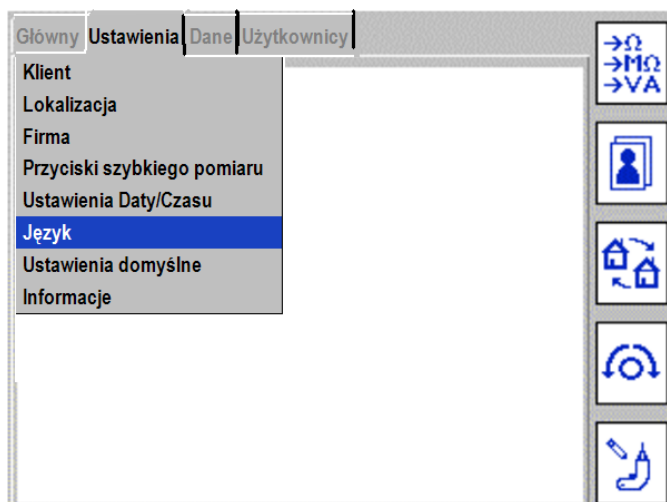 Główny Ustawienia Dane Użytkownicy
Klient
Lokalizacja
Firma
Przyciski szybkiego pomiaru
Ustawienia Daty/Czasu
Język
Ustawienia domyślne
Informacje
→Ω
→MΩ
→VA